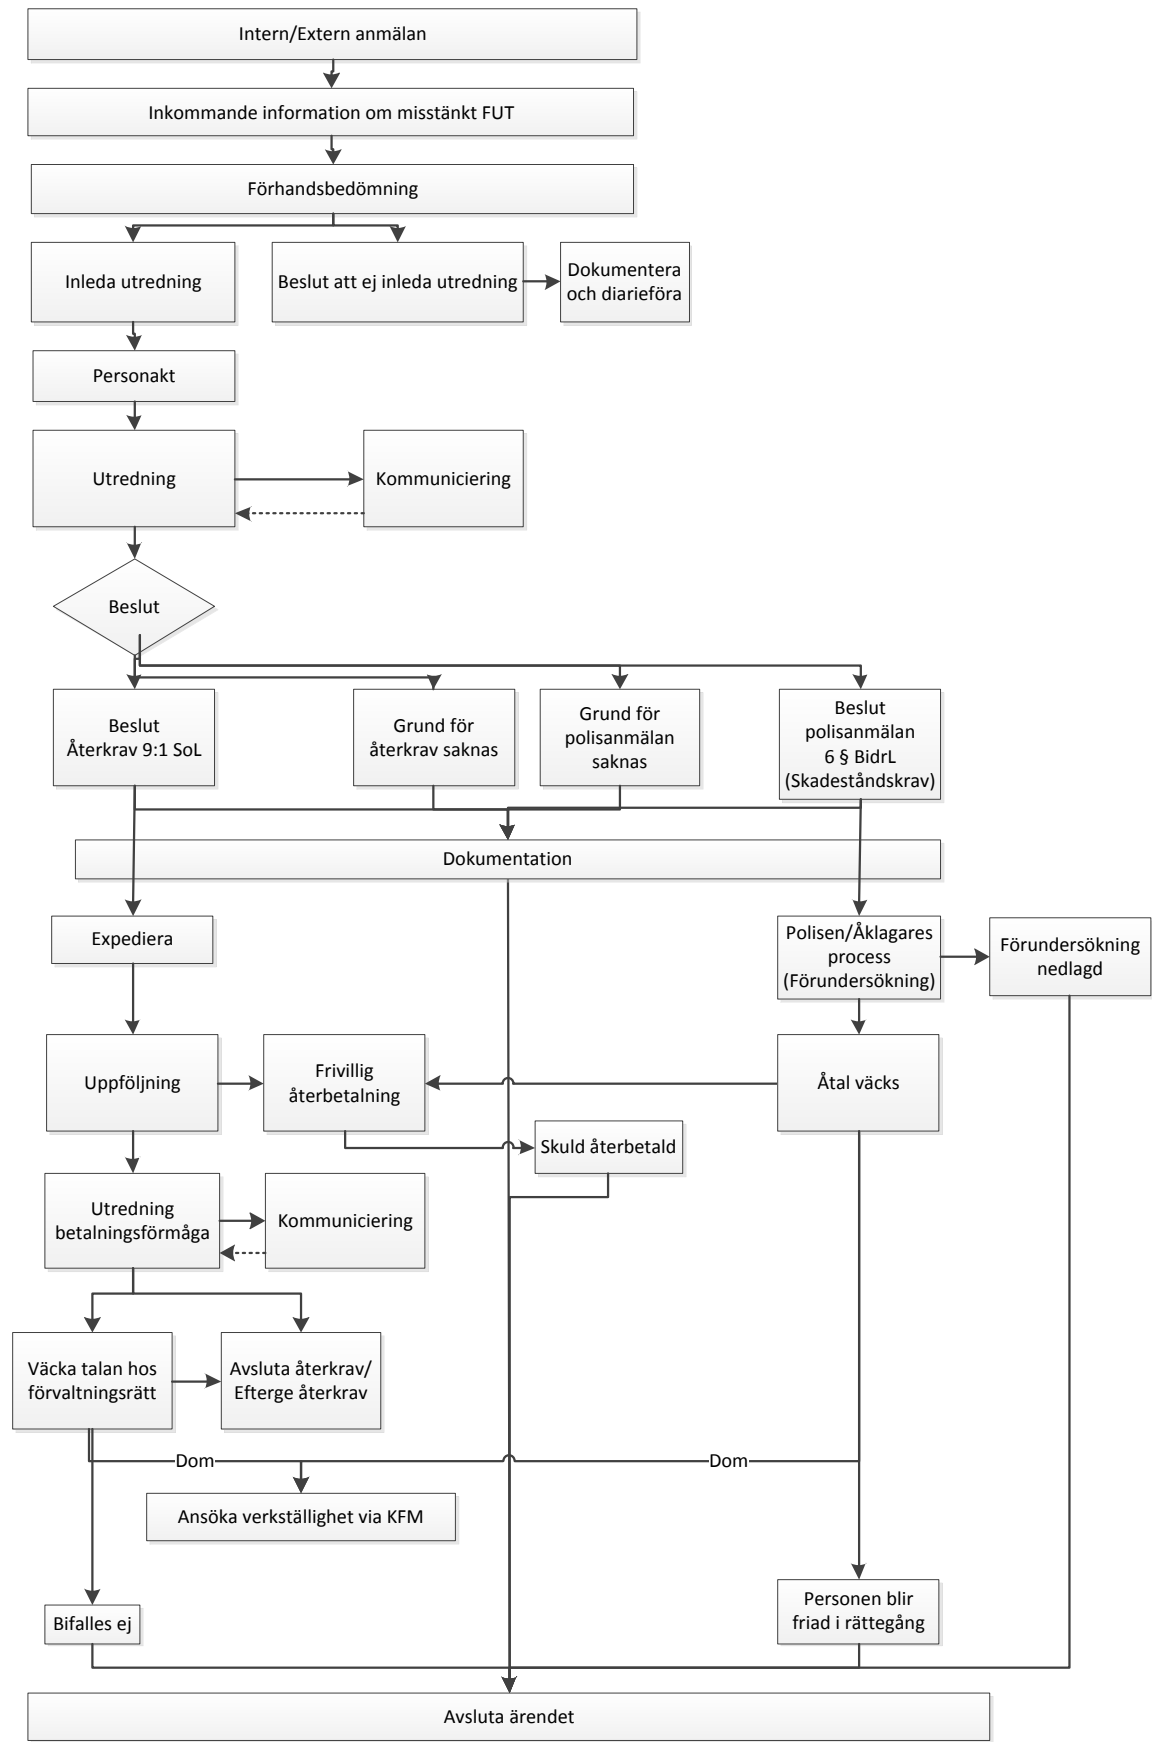 Intern/Extern anmälan
Inkommande information om misstänkt FUT
Förhandsbedömning
Inleda utredning
Beslut att ej inleda utredning
Dokumentera
och diarieföra
Personakt
Utredning
Kommuniciering
Beslut
Beslut
Återkrav 9:1 SoL
Grund för
återkrav saknas
Grund för
polisanmälan
saknas
Beslut
polisanmälan
6 § BidrL
(Skadeståndskrav)
Dokumentation
Expediera
Polisen/Åklagares
process
(Förundersökning)
Förundersökning
nedlagd
Uppföljning
Frivillig
återbetalning
Åtal väcks
Skuld återbetald
Utredning
betalningsförmåga
Kommuniciering
Väcka talan hos
förvaltningsrätt
Avsluta återkrav/
Efterge återkrav
Dom
Dom
Ansöka verkställighet via KFM
Bifalles ej
Personen blir
friad i rättegång
Avsluta ärendet